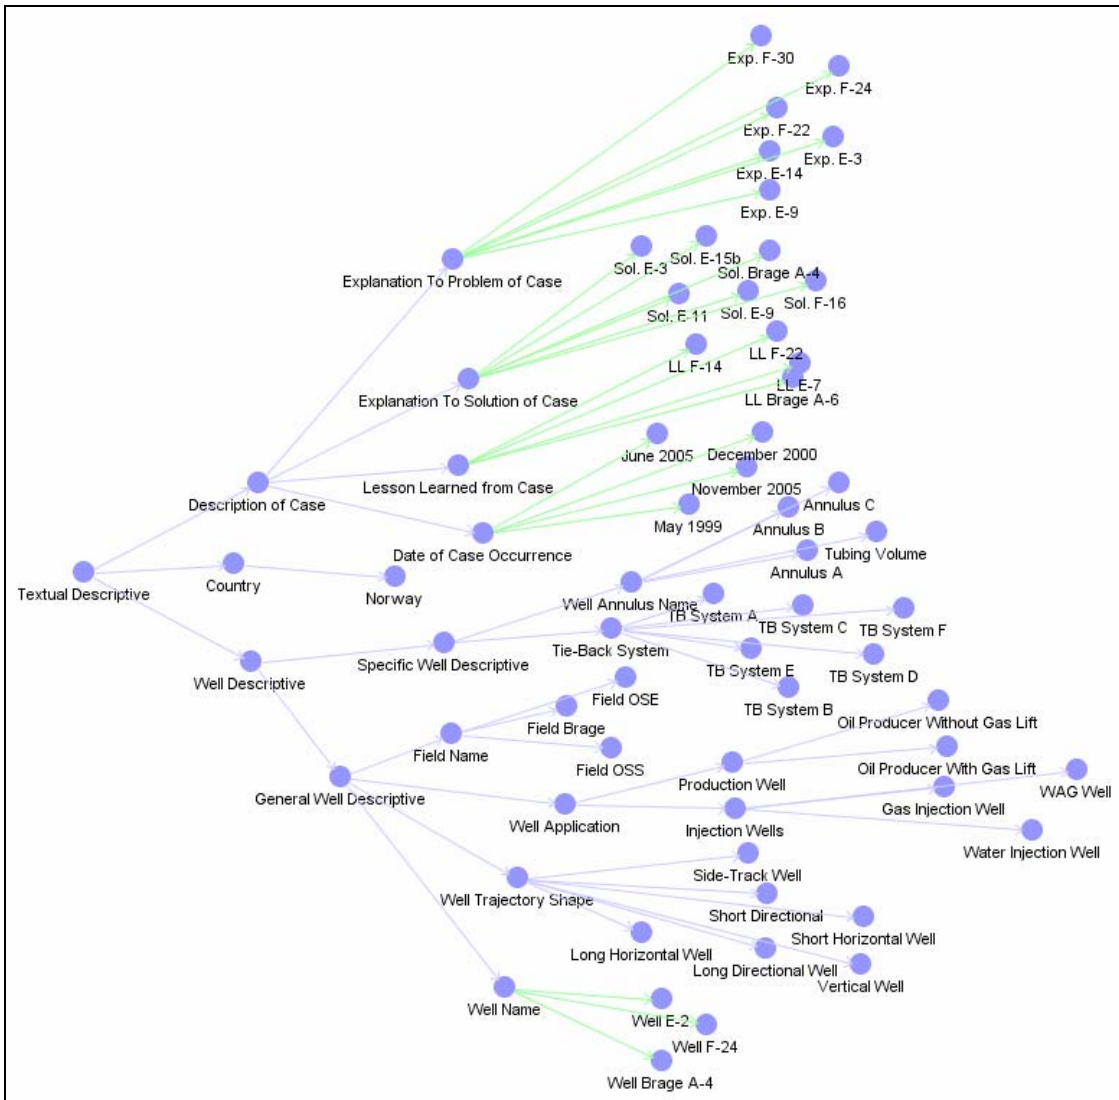 Exp. F-30
Exp. F-24
Exp. F-22
Exp. E-3
Exp. E-14
Exp. E-9
Explanation To Problem of Case
Sol. E-3
Sol. E-15b
Sol. Brage A-4
Sol. F-16
Sol. E-11
Sol. E-9
LL F-22
LL F-14
LL E-7
LL Brage A-6
Explanation To Solution of Case
June 2005
December 2000
Lesson Learned from Case
November 2005
Description of Case
Annulus C
May 1999
Annulus B
Date of Case Occurrence
Tubing Volume
Annulus A
Country
Textual Descriptive
Norway
Well Annulus Name
TB System A
TB System C
TB System F
Tie-Back System
Specific Well Descriptive
TB System E
TB System D
Well Descriptive
Field OSE
TB System B
Oil Producer Without Gas Lift
Field Brage
Field Name
Field OSS
Oil Producer With Gas Lift
Production Well
WAG Well
General Well Descriptive
Gas Injection Well
Well Application
Injection Wells
Water Injection Well
Side-Track Well
Well Trajectory Shape
Short Directional
Short Horizontal Well
Long Horizontal Well
Long Directional Well
Vertical Well
Well Name
Well E-2
Well F-24
Well Brage A-4